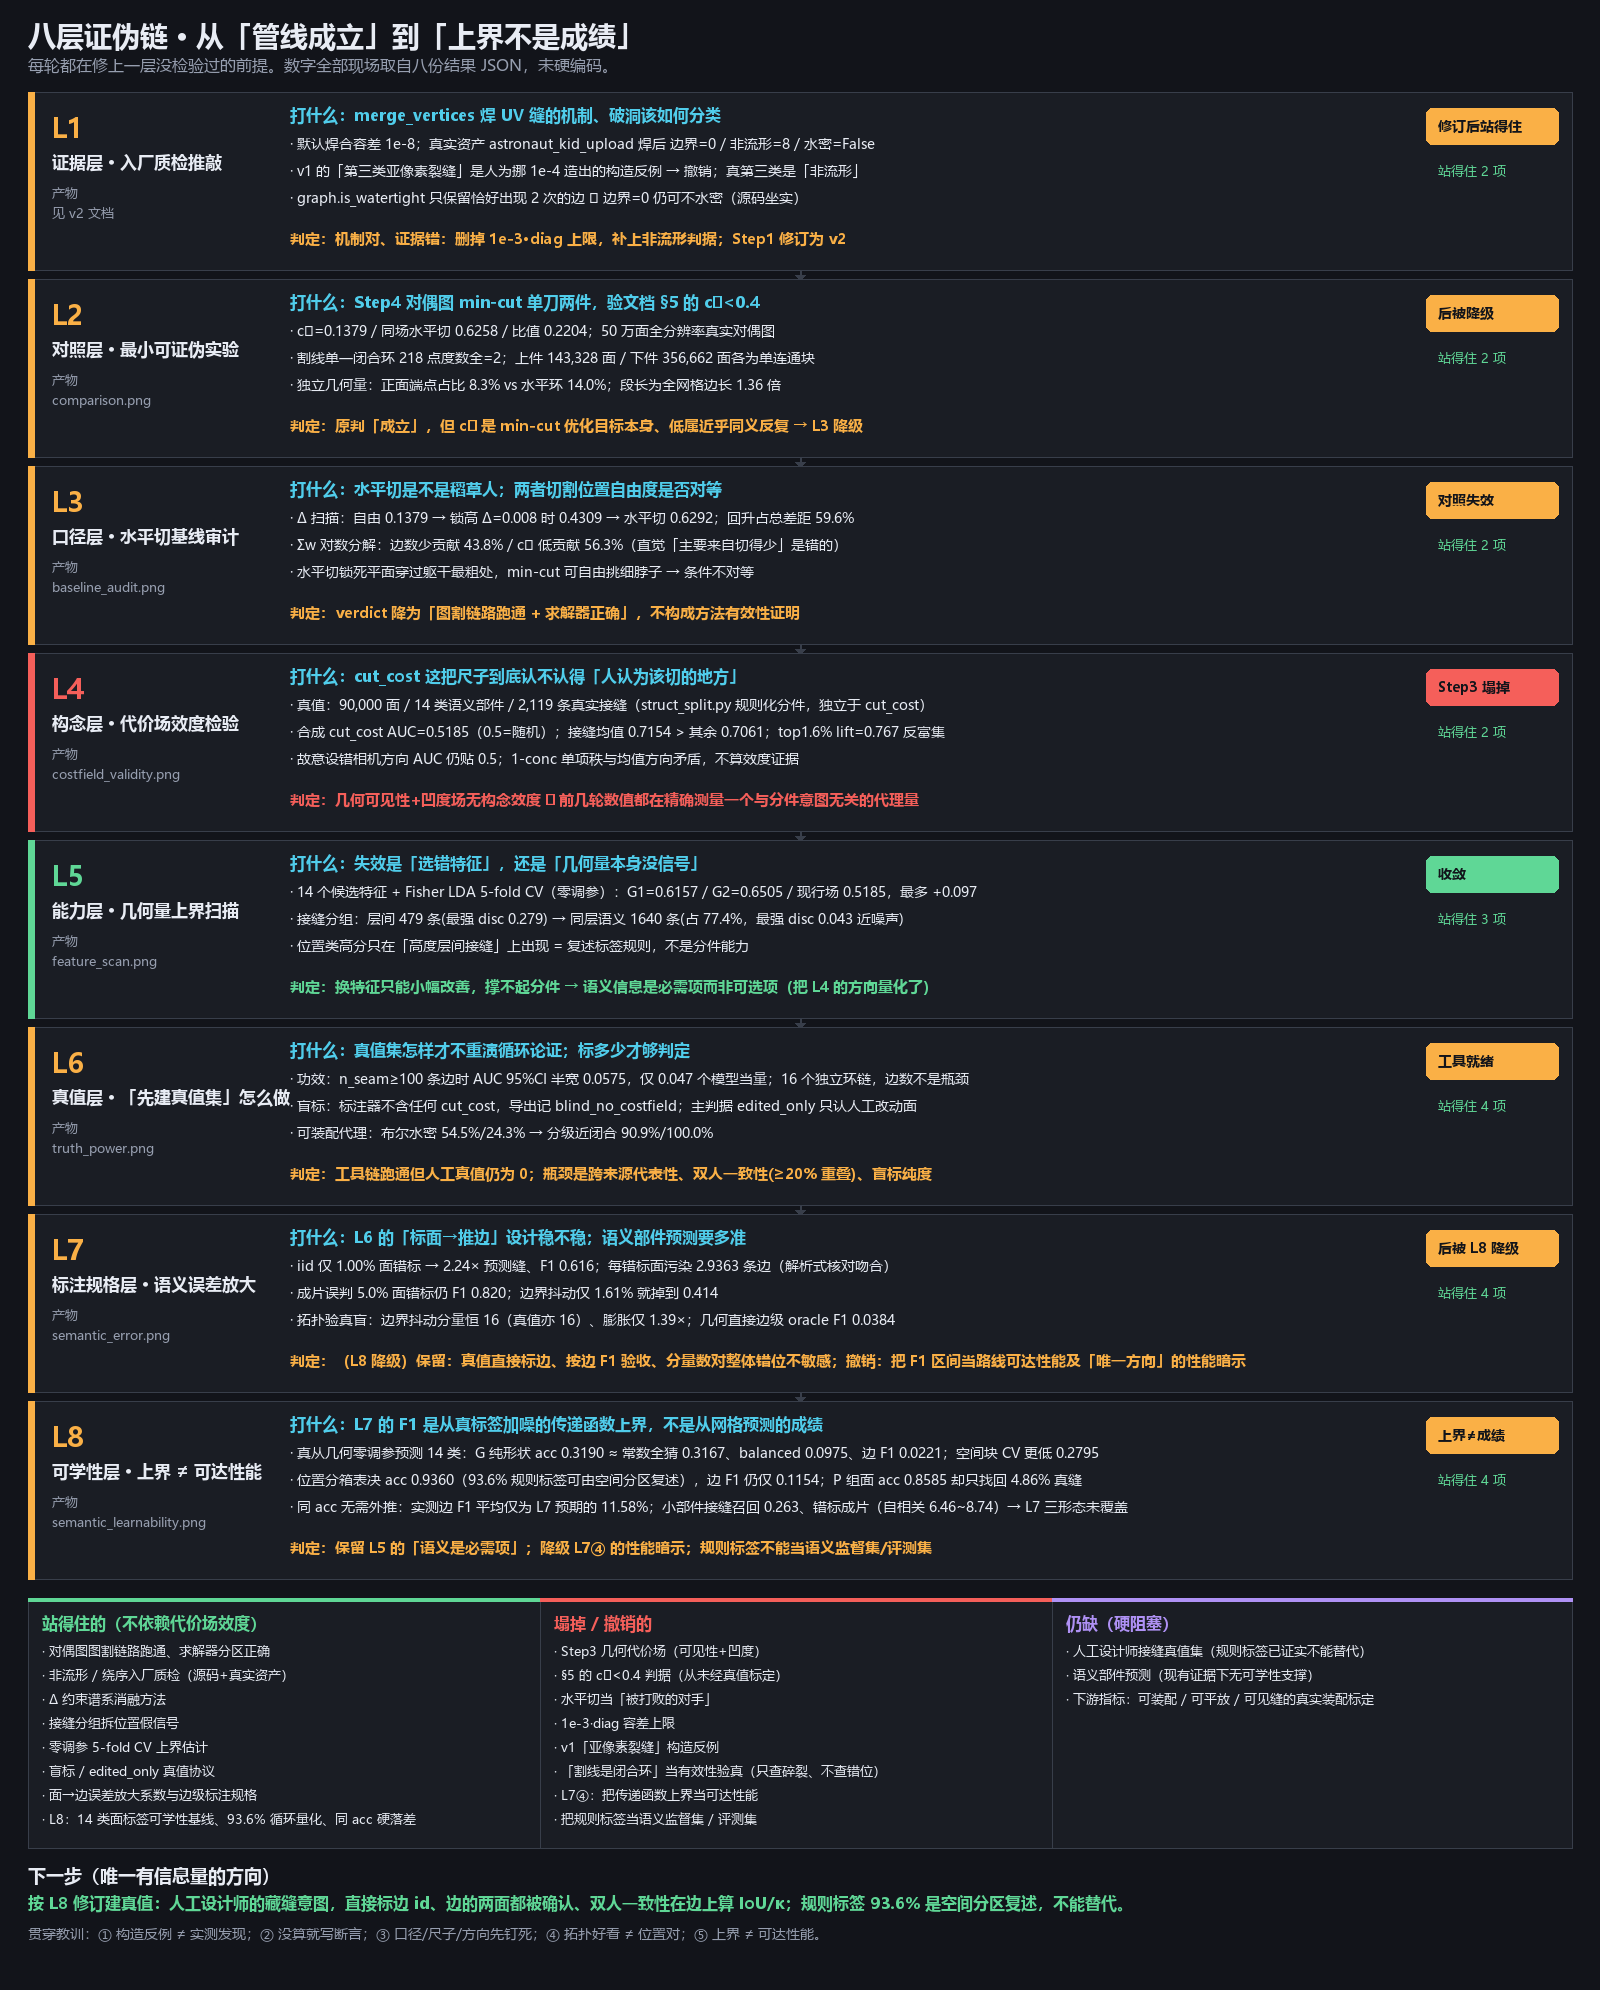 八层证伪链 · 从「管线成立」到「上界不是成绩」
每轮都在修上一层没检验过的前提。数字全部现场取自八份结果 JSON，未硬编码。
L1
证据层 · 入厂质检推敲
产物
见 v2 文档
打什么：merge_vertices 焊 UV 缝的机制、破洞该如何分类
· 默认焊合容差 1e-8；真实资产 astronaut_kid_upload 焊后 边界=0 / 非流形=8 / 水密=False
· v1 的「第三类亚像素裂缝」是人为挪 1e-4 造出的构造反例 → 撤销；真第三类是「非流形」
· graph.is_watertight 只保留恰好出现 2 次的边 □ 边界=0 仍可不水密（源码坐实）
判定：机制对、证据错：删掉 1e-3·diag 上限，补上非流形判据；Step1 修订为 v2
修订后站得住
站得住 2 项
L2
对照层 · 最小可证伪实验
产物
comparison.png
打什么：Step4 对偶图 min-cut 单刀两件，验文档 §5 的 c□<0.4
· c□=0.1379 / 同场水平切 0.6258 / 比值 0.2204；50 万面全分辨率真实对偶图
· 割线单一闭合环 218 点度数全=2；上件 143,328 面 / 下件 356,662 面各为单连通块
· 独立几何量：正面端点占比 8.3% vs 水平环 14.0%；段长为全网格边长 1.36 倍
判定：原判「成立」，但 c□ 是 min-cut 优化目标本身、低属近乎同义反复 → L3 降级
后被降级
站得住 2 项
L3
口径层 · 水平切基线审计
产物
baseline_audit.png
打什么：水平切是不是稻草人；两者切割位置自由度是否对等
· Δ 扫描：自由 0.1379 → 锁高 Δ=0.008 时 0.4309 → 水平切 0.6292；回升占总差距 59.6%
· Σw 对数分解：边数少贡献 43.8% / c□ 低贡献 56.3%（直觉「主要来自切得少」是错的）
· 水平切锁死平面穿过躯干最粗处，min-cut 可自由挑细脖子 → 条件不对等
判定：verdict 降为「图割链路跑通 + 求解器正确」，不构成方法有效性证明
对照失效
站得住 2 项
L4
构念层 · 代价场效度检验
产物
costfield_validity.png
打什么：cut_cost 这把尺子到底认不认得「人认为该切的地方」
· 真值：90,000 面 / 14 类语义部件 / 2,119 条真实接缝（struct_split.py 规则化分件，独立于 cut_cost）
· 合成 cut_cost AUC=0.5185（0.5=随机）；接缝均值 0.7154 > 其余 0.7061；top1.6% lift=0.767 反富集
· 故意设错相机方向 AUC 仍贴 0.5；1-conc 单项秩与均值方向矛盾，不算效度证据
判定：几何可见性+凹度场无构念效度 □ 前几轮数值都在精确测量一个与分件意图无关的代理量
Step3 塌掉
站得住 2 项
L5
能力层 · 几何量上界扫描
产物
feature_scan.png
打什么：失效是「选错特征」，还是「几何量本身没信号」
· 14 个候选特征 + Fisher LDA 5-fold CV（零调参）：G1=0.6157 / G2=0.6505 / 现行场 0.5185，最多 +0.097
· 接缝分组：层间 479 条(最强 disc 0.279) → 同层语义 1640 条(占 77.4%，最强 disc 0.043 近噪声)
· 位置类高分只在「高度层间接缝」上出现 = 复述标签规则，不是分件能力
判定：换特征只能小幅改善，撑不起分件 → 语义信息是必需项而非可选项（把 L4 的方向量化了）
收敛
站得住 3 项
L6
真值层 · 「先建真值集」怎么做
产物
truth_power.png
打什么：真值集怎样才不重演循环论证；标多少才够判定
· 功效：n_seam≥100 条边时 AUC 95%CI 半宽 0.0575，仅 0.047 个模型当量；16 个独立环链，边数不是瓶颈
· 盲标：标注器不含任何 cut_cost，导出记 blind_no_costfield；主判据 edited_only 只认人工改动面
· 可装配代理：布尔水密 54.5%/24.3% → 分级近闭合 90.9%/100.0%
判定：工具链跑通但人工真值仍为 0；瓶颈是跨来源代表性、双人一致性(≥20% 重叠)、盲标纯度
工具就绪
站得住 4 项
L7
标注规格层 · 语义误差放大
产物
semantic_error.png
打什么：L6 的「标面→推边」设计稳不稳；语义部件预测要多准
· iid 仅 1.00% 面错标 → 2.24× 预测缝、F1 0.616；每错标面污染 2.9363 条边（解析式核对吻合）
· 成片误判 5.0% 面错标仍 F1 0.820；边界抖动仅 1.61% 就掉到 0.414
· 拓扑验真盲：边界抖动分量恒 16（真值亦 16）、膨胀仅 1.39×；几何直接边级 oracle F1 0.0384
判定：（L8 降级）保留：真值直接标边、按边 F1 验收、分量数对整体错位不敏感；撤销：把 F1 区间当路线可达性能及「唯一方向」的性能暗示
后被 L8 降级
站得住 4 项
L8
可学性层 · 上界 ≠ 可达性能
产物
semantic_learnability.png
打什么：L7 的 F1 是从真标签加噪的传递函数上界，不是从网格预测的成绩
· 真从几何零调参预测 14 类：G 纯形状 acc 0.3190 ≈ 常数全猜 0.3167、balanced 0.0975、边 F1 0.0221；空间块 CV 更低 0.2795
· 位置分箱表决 acc 0.9360（93.6% 规则标签可由空间分区复述），边 F1 仍仅 0.1154；P 组面 acc 0.8585 却只找回 4.86% 真缝
· 同 acc 无需外推：实测边 F1 平均仅为 L7 预期的 11.58%；小部件接缝召回 0.263、错标成片（自相关 6.46~8.74）→ L7 三形态未覆盖
判定：保留 L5 的「语义是必需项」；降级 L7④ 的性能暗示；规则标签不能当语义监督集/评测集
上界≠成绩
站得住 4 项
站得住的（不依赖代价场效度）
· 对偶图图割链路跑通、求解器分区正确
· 非流形 / 绕序入厂质检（源码+真实资产）
· Δ 约束谱系消融方法
· 接缝分组拆位置假信号
· 零调参 5-fold CV 上界估计
· 盲标 / edited_only 真值协议
· 面→边误差放大系数与边级标注规格
· L8：14 类面标签可学性基线、93.6% 循环量化、同 acc 硬落差
塌掉 / 撤销的
· Step3 几何代价场（可见性+凹度）
· §5 的 c□<0.4 判据（从未经真值标定）
· 水平切当「被打败的对手」
· 1e-3·diag 容差上限
· v1「亚像素裂缝」构造反例
· 「割线是闭合环」当有效性验真（只查碎裂、不查错位）
· L7④：把传递函数上界当可达性能
· 把规则标签当语义监督集 / 评测集
仍缺（硬阻塞）
· 人工设计师接缝真值集（规则标签已证实不能替代）
· 语义部件预测（现有证据下无可学性支撑）
· 下游指标：可装配 / 可平放 / 可见缝的真实装配标定
下一步（唯一有信息量的方向）
按 L8 修订建真值：人工设计师的藏缝意图，直接标边 id、边的两面都被确认、双人一致性在边上算 IoU/κ；规则标签 93.6% 是空间分区复述，不能替代。
贯穿教训：① 构造反例 ≠ 实测发现；② 没算就写断言；③ 口径/尺子/方向先钉死；④ 拓扑好看 ≠ 位置对；⑤ 上界 ≠ 可达性能。